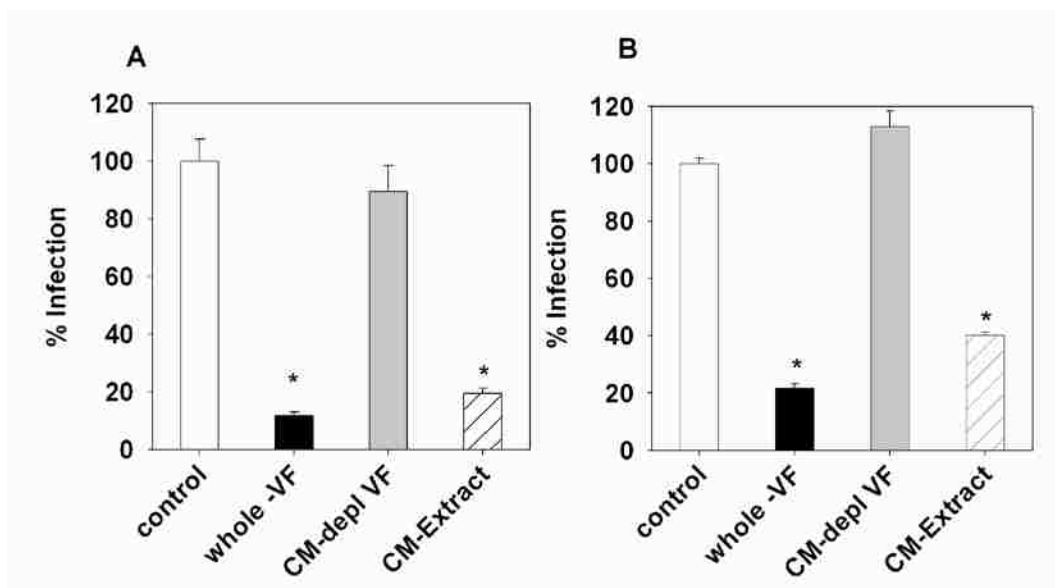 A
% Infection
120
100
80
60
40
20
0
*
*
control
whole -VF
CM-depl VF
CM-Extract
B
% Infection
120
100
80
60
40
20
0
*
*
control
whole -VF
CM-depl VF
CM-Extract